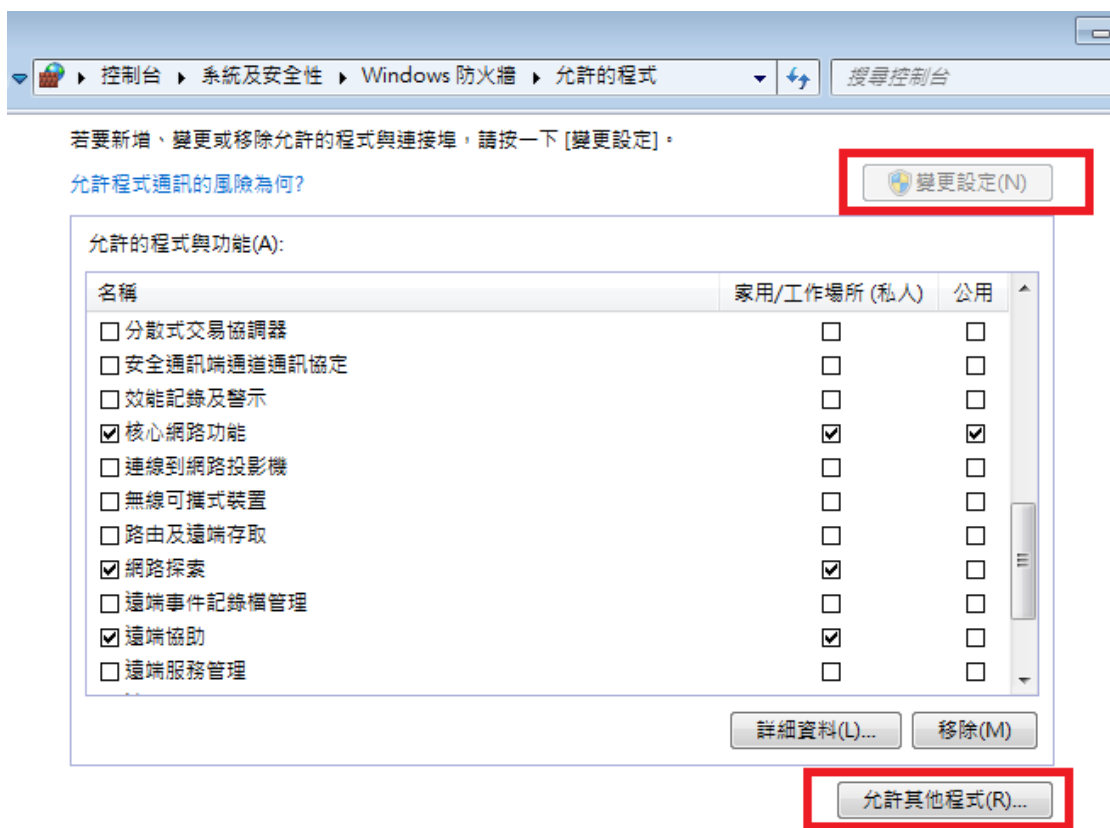 控制台 ▸ 系統及安全性 ▸ Windows 防火牆 ▸ 允許的程式
搜尋控制台
若要新增、變更或移除允許的程式與連接埠，請按一下 [變更設定]。
允許程式通訊的風險為何?
變更設定(N)
允許的程式與功能(A):
名稱 家用/工作場所 (私人) 公用
分散式交易協調器
安全通訊端通道通訊協定
效能記錄及警示
核心網路功能
連線到網路投影機
無線可攜式裝置
路由及遠端存取
網路探索
遠端事件記錄檔管理
遠端協助
遠端服務管理
詳細資料(L)... 移除(M)
允許其他程式(R)...